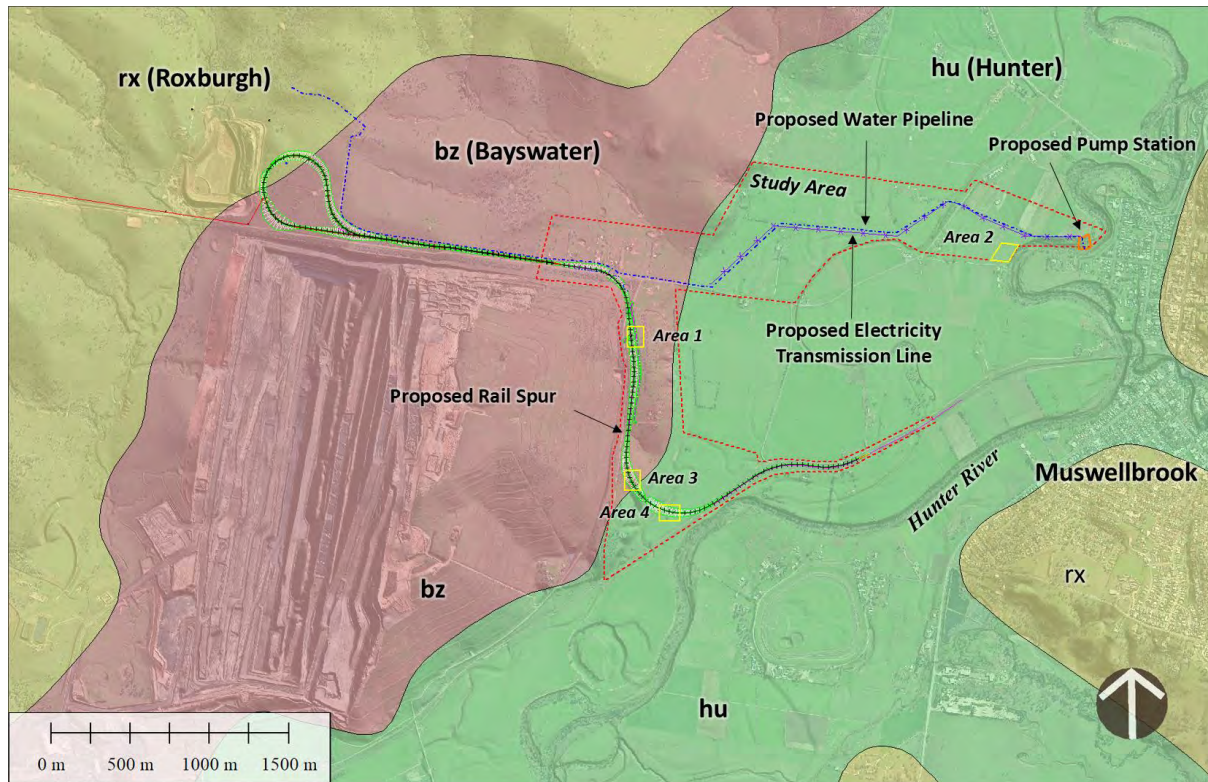 rx (Roxburgh)
hu (Hunter)
Proposed Water Pipeline
Proposed Pump Station
bz (Bayswater)
Study Area
Area 2
Proposed Electricity
Transmission Line
Area 1
Proposed Rail Spur
Area 3
Area 4
Muswellbrook
Hunter River
rx
bz
hu
0 m 500 m 1000 m 1500 m